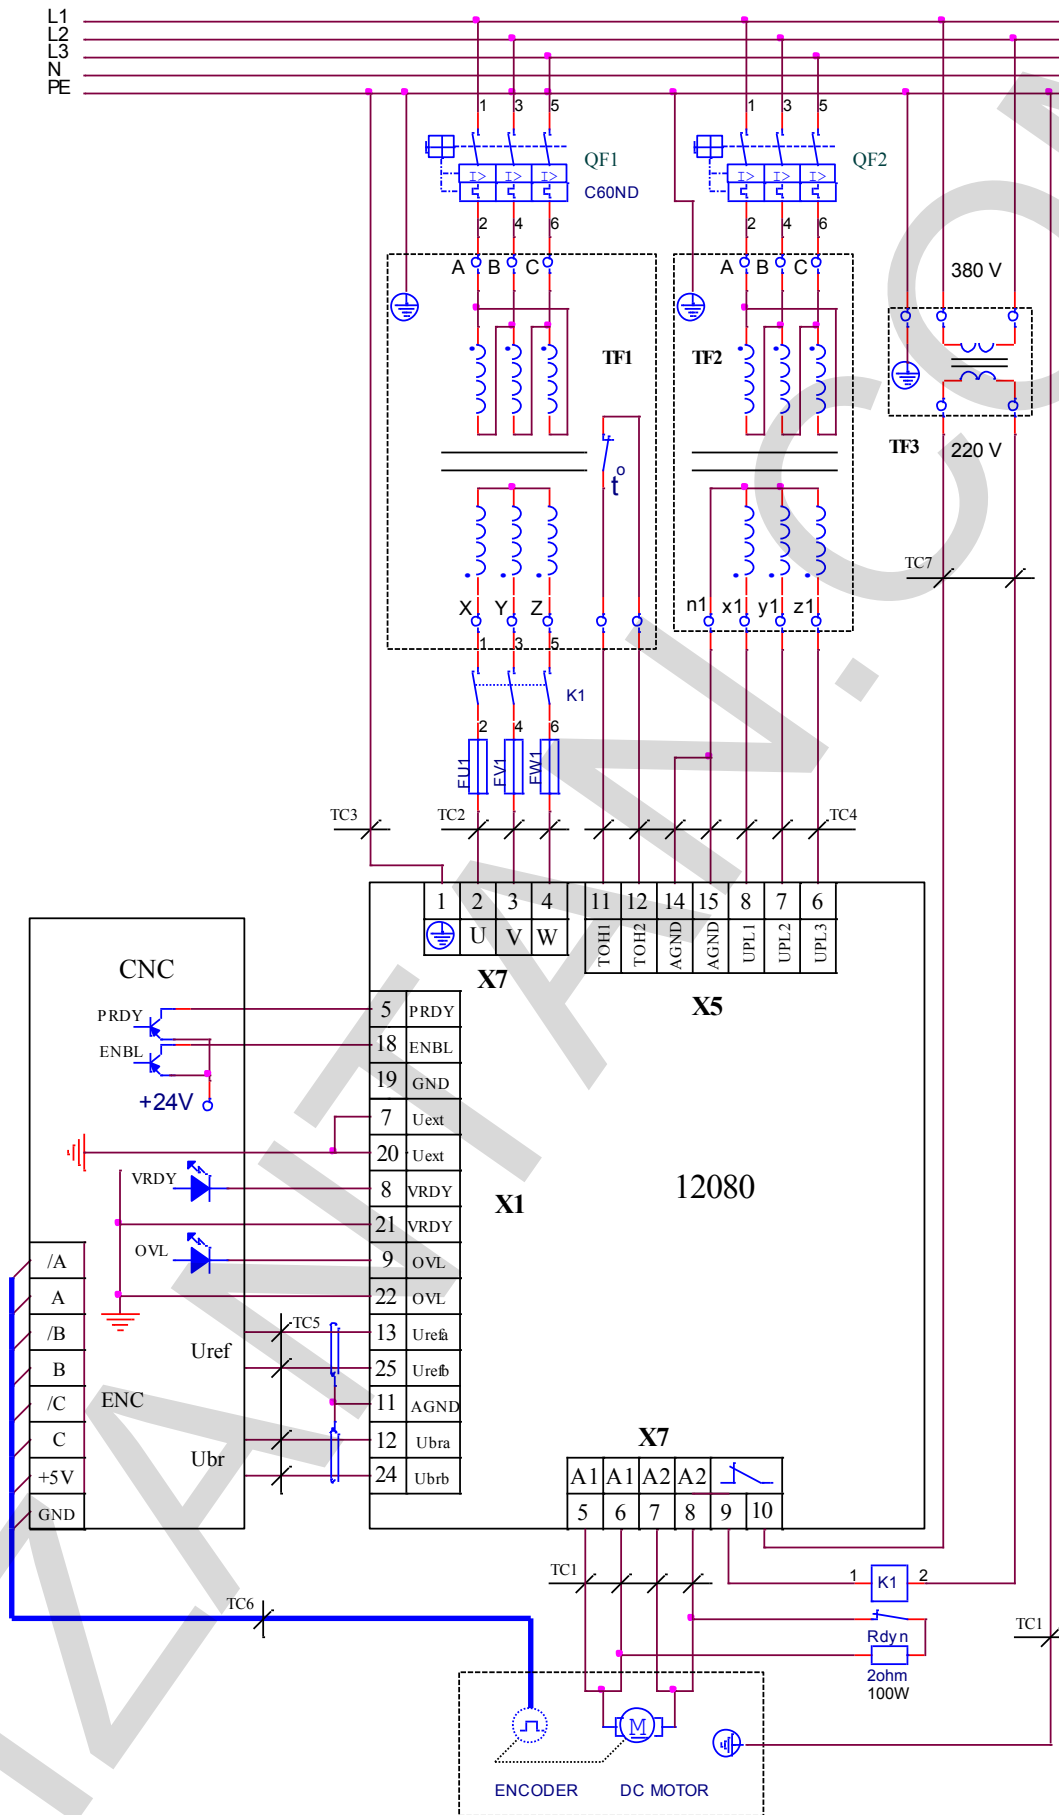 L1
L2
L3
N
PE
1 3 5
1 3 5
QF1
QF2
C60ND
I> I> I>
I> I> I>
2 4 6
2 4 6
A B C
A B C
380 V
TF1
TF2
TF3
220 V
t°
TC7
X Y Z
n1 x1 y1 z1
1 3 5
K1
2 4 6
FU1 FV1 FW1
TC3
TC2
TC4
1 2 3 4
11 12 14 15 8 7 6
U V W
TOH1 TOH2 AGND AGND UPL1 UPL2 UPL3
X7
X5
CNC
PRDY
5 PRDY
ENBL
18 ENBL
19 GND
+24V
7 Uext
20 Uext
VRDY
8 VRDY
12080
X1
21 VRDY
OVL
9 OVL
/A
A
22 OVL
TC5
/B
13 Urefa
Uref
B
25 Urefb
/C
ENC
11 AGND
C
12 Ubra
Ubr
X7
+5V
24 Ubrb
A1 A1 A2 A2
GND
5 6 7 8 9 10
TC1
1 K1 2
TC6
TC1
Rdyn
2ohm
100W
M
ENCODER
DC MOTOR
ZANTAN.CO